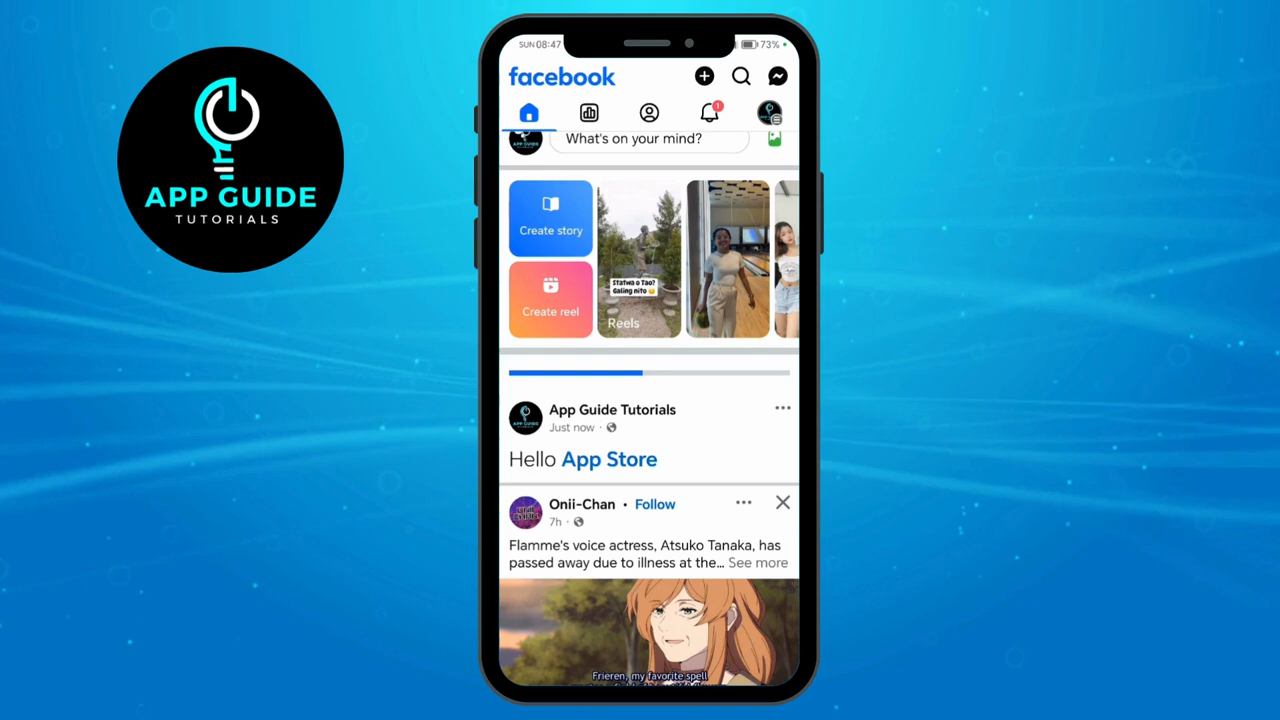 APP GUIDE
TUTORIALS
SUN 08:47
73%
facebook
1
What's on your mind?
Create story
Create reel
Statwa o Tao?
Galing nito
Reels
App Guide Tutorials
Just now ·
Hello App Store
Onii-Chan • Follow
7h ·
Flamme's voice actress, Atsuko Tanaka, has
passed away due to illness at the... See more
Frieren, my favorite spell